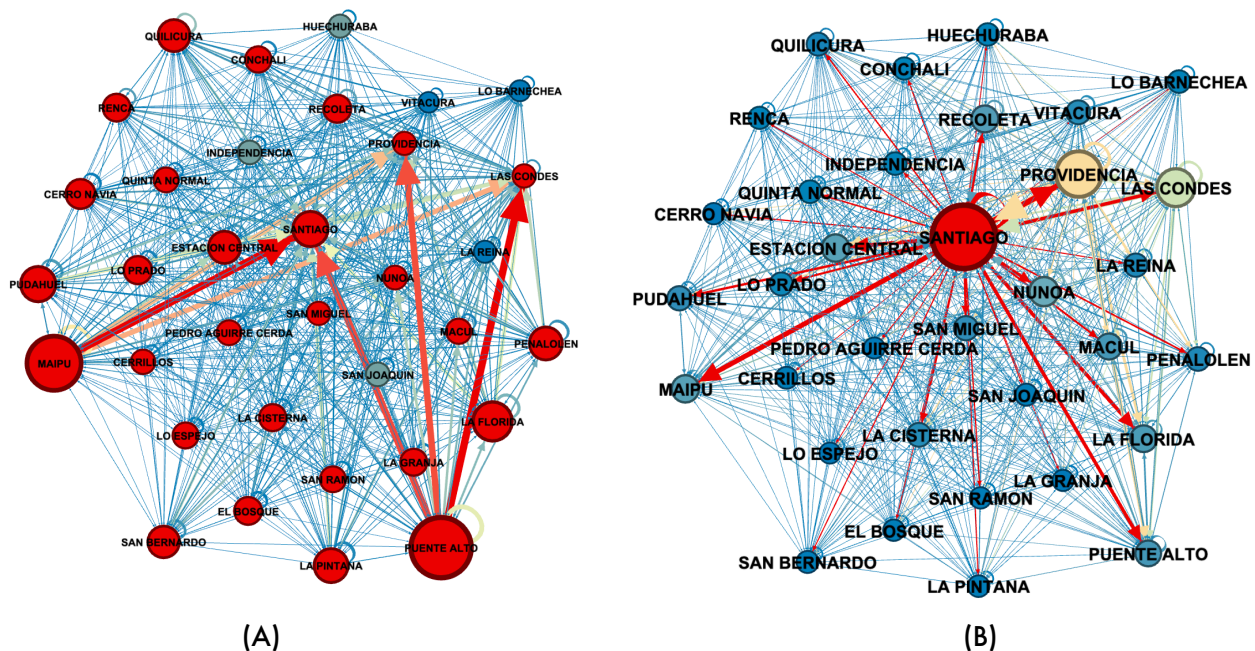 HUECHURABA
QUILICURA
CONCHALI
LO BARNECHEA
RENCA
RECOLETA
VITACURA
PROVIDENCIA
INDEPENDENCIA
LAS CONDES
QUINTA NORMAL
CERRO NAVIA
SANTIAGO
ESTACION CENTRAL
LA REINA
LO PRADO
PUDAHUEL
NUNOA
SAN MIGUEL
PEDRO AGUIRRE CERDA
MACUL
PENALOLEN
MAIPU
CERRILLOS
SAN JOAQUIN
LA CISTERNA
LA FLORIDA
LO ESPEJO
LA GRANJA
SAN RAMON
EL BOSQUE
SAN BERNARDO
PUENTE ALTO
LA PINTANA
(A)
HUECHURABA
QUILICURA
CONCHALI
LO BARNECHEA
RENCA
RECOLETA
VITACURA
INDEPENDENCIA
PROVIDENCIA
LAS CONDES
QUINTA NORMAL
CERRO NAVIA
SANTIAGO
ESTACION CENTRAL
LA REINA
LO PRADO
PUDAHUEL
NUNOA
SAN MIGUEL
PEDRO AGUIRRE CERDA
MACUL
PENALOLEN
CERRILLOS
MAIPU
SAN JOAQUIN
LA CISTERNA
LA FLORIDA
LO ESPEJO
LA GRANJA
SAN RAMON
EL BOSQUE
PUENTE ALTO
SAN BERNARDO
LA PINTANA
(B)